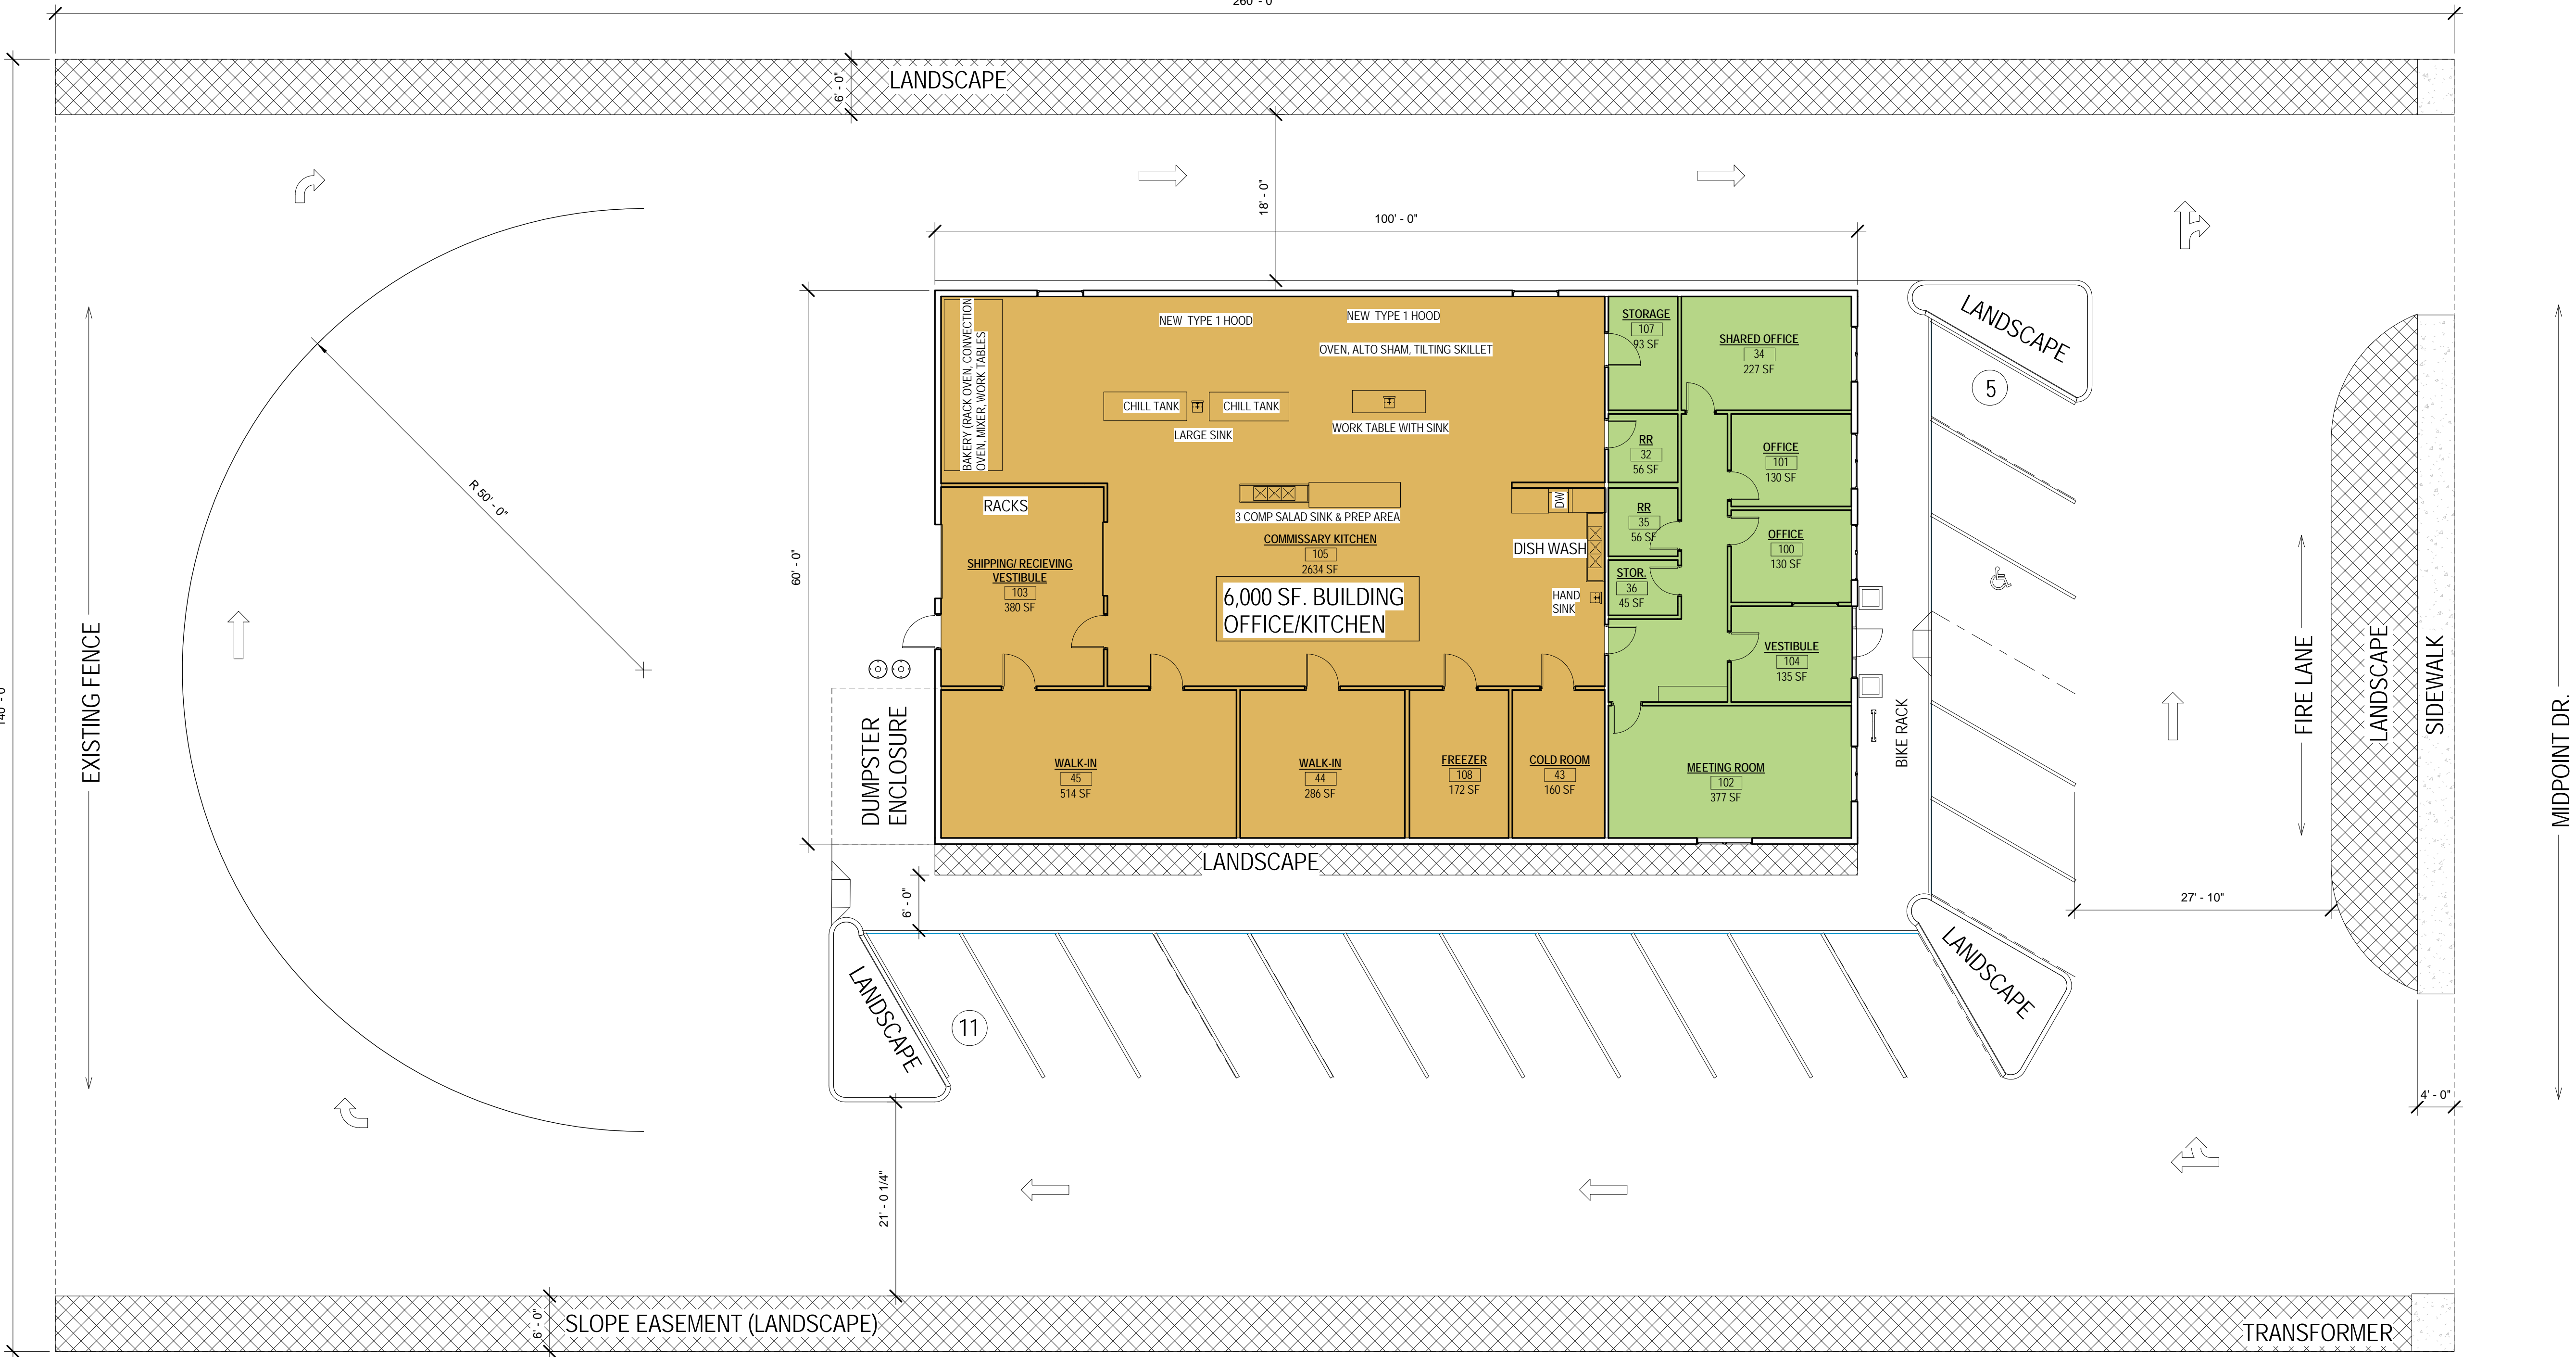 260' - 0"
LANDSCAPE
6' - 0"
18' - 0"
100' - 0"
LANDSCAPE
5
BAKERY (RACK OVEN, CONVECTION
OVEN, MIXER, WORK TABLES
NEW TYPE 1 HOOD
NEW TYPE 1 HOOD
OVEN, ALTO SHAM, TILTING SKILLET
CHILL TANK
CHILL TANK
LARGE SINK
WORK TABLE WITH SINK
STORAGE
107
93 SF
SHARED OFFICE
34
227 SF
RR
32
56 SF
OFFICE
101
130 SF
R 50' - 0"
60' - 0"
RACKS
SHIPPING/ RECIEVING
VESTIBULE
103
380 SF
3 COMP SALAD SINK & PREP AREA
COMMISSARY KITCHEN
105
2634 SF
6,000 SF. BUILDING
OFFICE/KITCHEN
DW
DISH WASH
HAND
SINK
RR
35
56 SF
STOR.
36
45 SF
OFFICE
100
130 SF
VESTIBULE
104
135 SF
EXISTING FENCE
140' - 0"
DUMPSTER
ENCLOSURE
WALK-IN
45
514 SF
WALK-IN
44
286 SF
FREEZER
108
172 SF
COLD ROOM
43
160 SF
MEETING ROOM
102
377 SF
BIKE RACK
FIRE LANE
LANDSCAPE
SIDEWALK
MIDPOINT DR.
LANDSCAPE
6' - 0"
27' - 10"
LANDSCAPE
11
LANDSCAPE
4' - 0"
21' - 0 1/4"
6' - 0"
SLOPE EASEMENT (LANDSCAPE)
TRANSFORMER